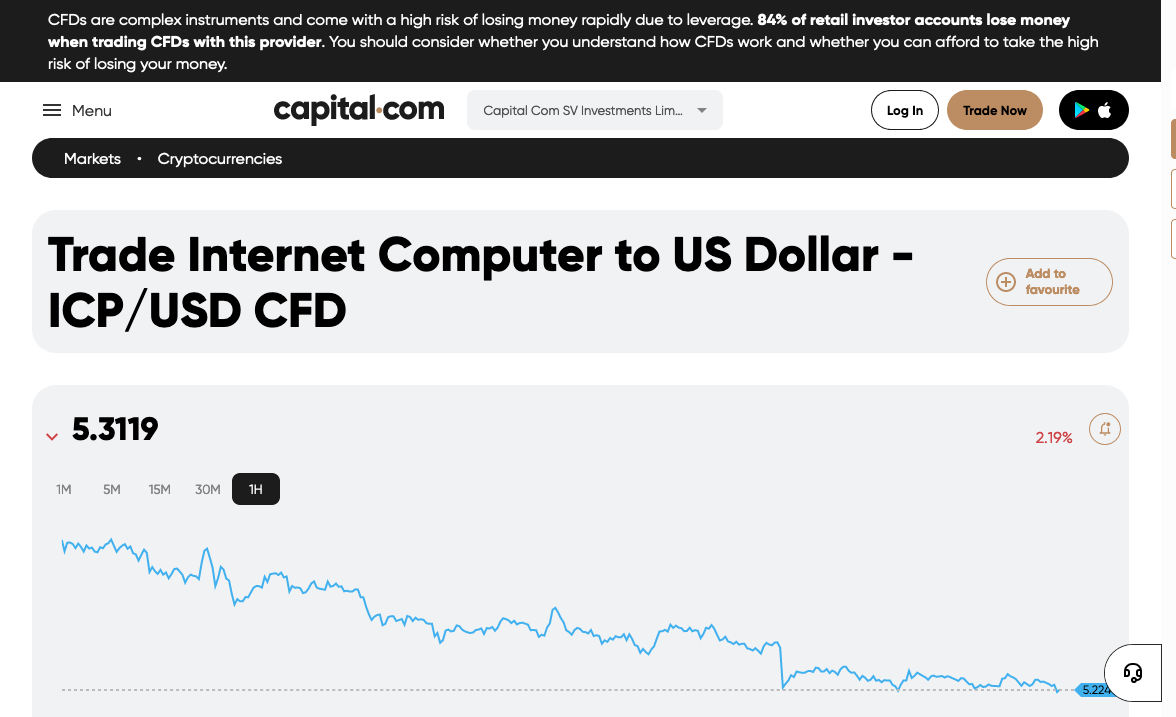 CFDs are complex instruments and come with a high risk of losing money rapidly due to leverage. 84% of retail investor accounts lose money
when trading CFDs with this provider. You should consider whether you understand how CFDs work and whether you can afford to take the high
risk of losing your money.
Menu
capital.com
Capital Com SV Investments Lim...
Log In
Trade Now
Markets • Cryptocurrencies
Trade Internet Computer to US Dollar -
ICP/USD CFD
Add to
favourite
5.3119
2.19%
1M 5M 15M 30M 1H
5.224